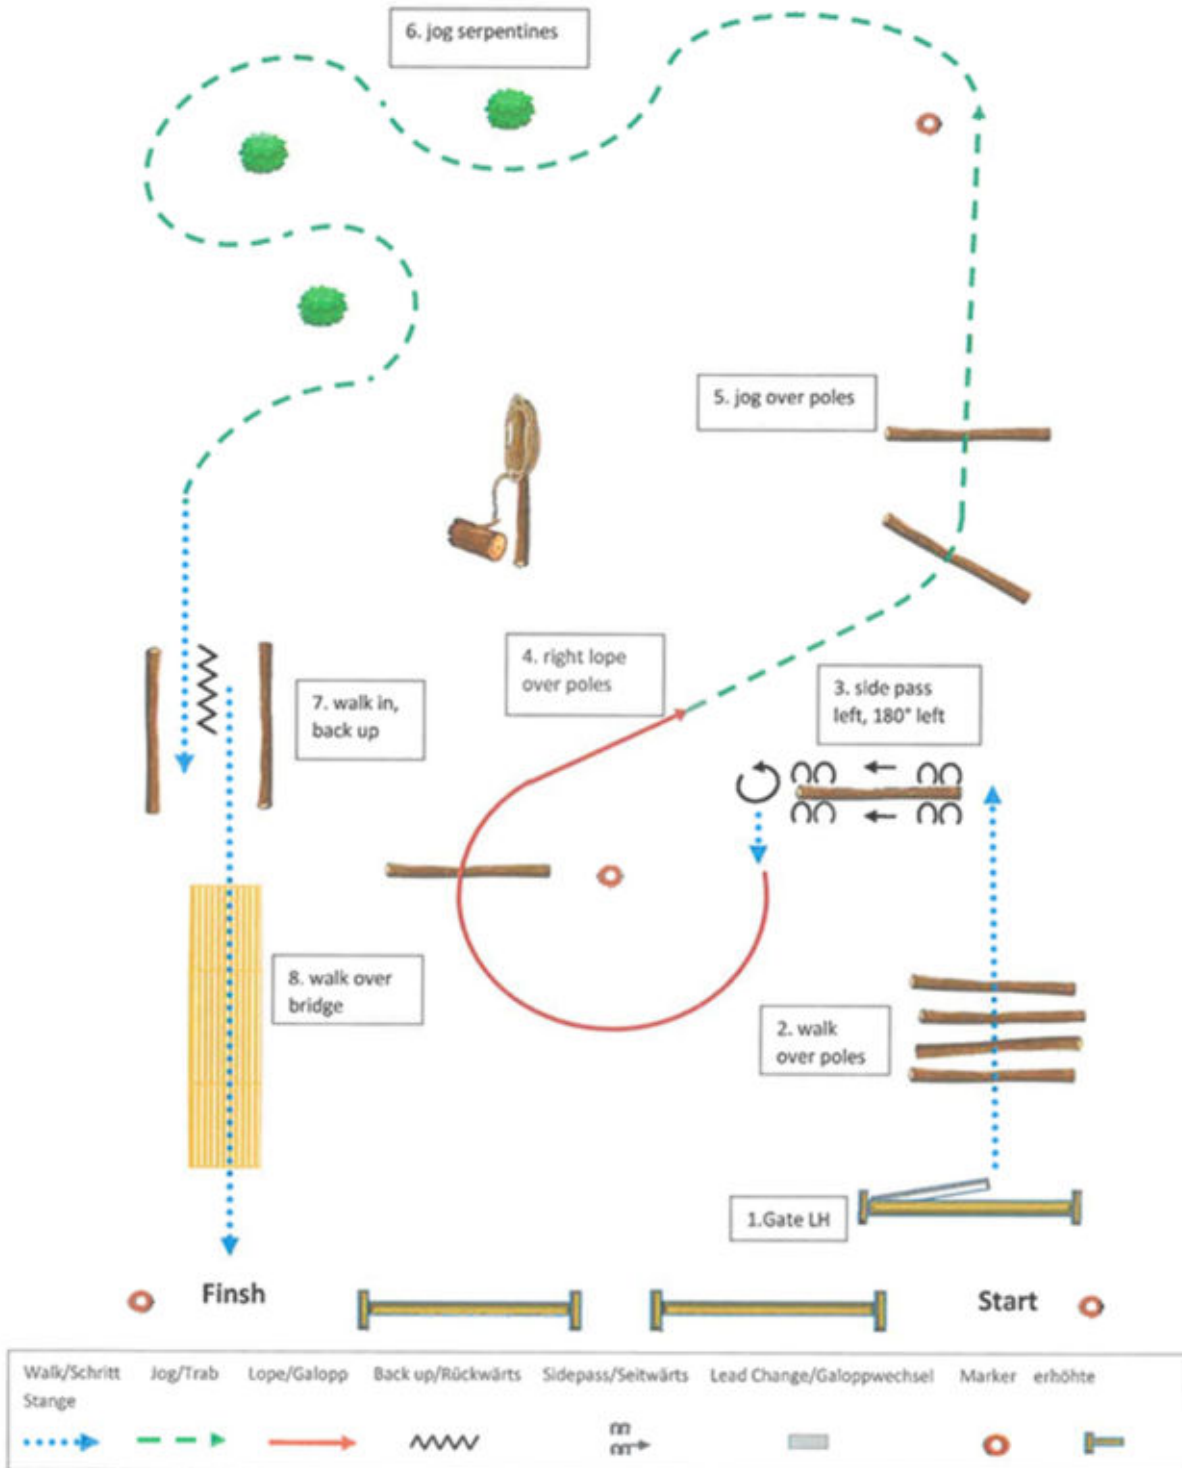 6. jog serpentines
5. jog over poles
4. right lope
over poles
3. side pass
left, 180° left
7. walk in,
back up
8. walk over
bridge
2. walk
over poles
1.Gate LH
Finsh
Start
Walk/Schritt Jog/Trab Lope/Galopp Back up/Rückwärts Sidepass/Seitwärts Lead Change/Galoppwechsel Marker erhöhte
Stange